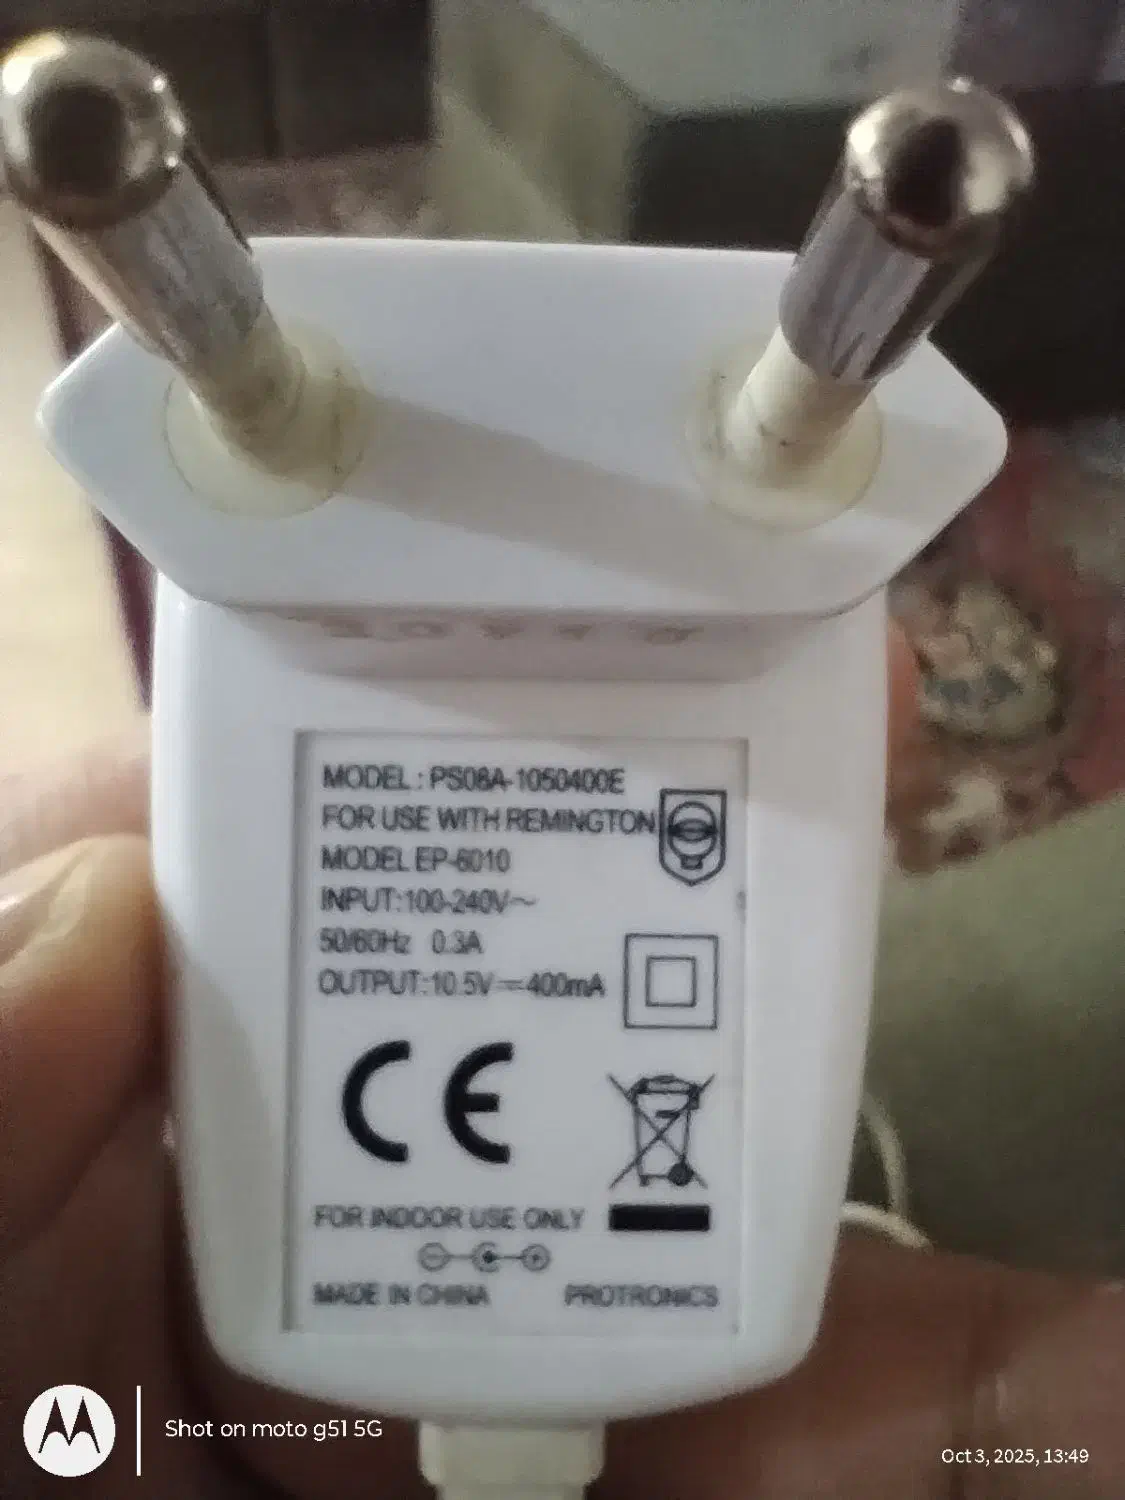 MODEL : PS08A-1050400E
FOR USE WITH REMINGTON
MODEL EP-6010
INPUT:100-240V~
50/60Hz 0.3A
OUTPUT:10.5V⎓400mA
CE
FOR INDOOR USE ONLY
MADE IN CHINA PROTRONICS
Shot on moto g51 5G
Oct 3, 2025, 13:49